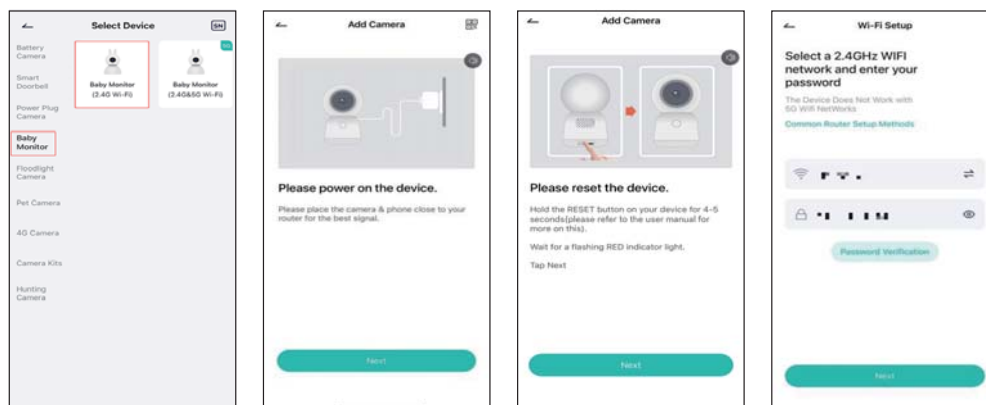 Select Device
SN
Battery
Camera
Smart
Doorbell
Power Plug
Camera
Baby
Monitor
Floodlight
Camera
Pet Camera
4G Camera
Camera Kits
Hunting
Camera
Baby Monitor
(2.4G Wi-Fi)
5G
Baby Monitor
(2.4G&5G Wi-Fi)
Add Camera
Please power on the device.
Please place the camera & phone close to your
router for the best signal.
Next
Add Camera
Please reset the device.
Hold the RESET button on your device for 4-5
seconds(please refer to the user manual for
more on this).
Wait for a flashing RED indicator light.
Tap Next
Next
Wi-Fi Setup
Select a 2.4GHz WIFI
network and enter your
password
The Device Does Not Work with
5G Wifi NetWorks
Common Router Setup Methods
Password Verification
Next